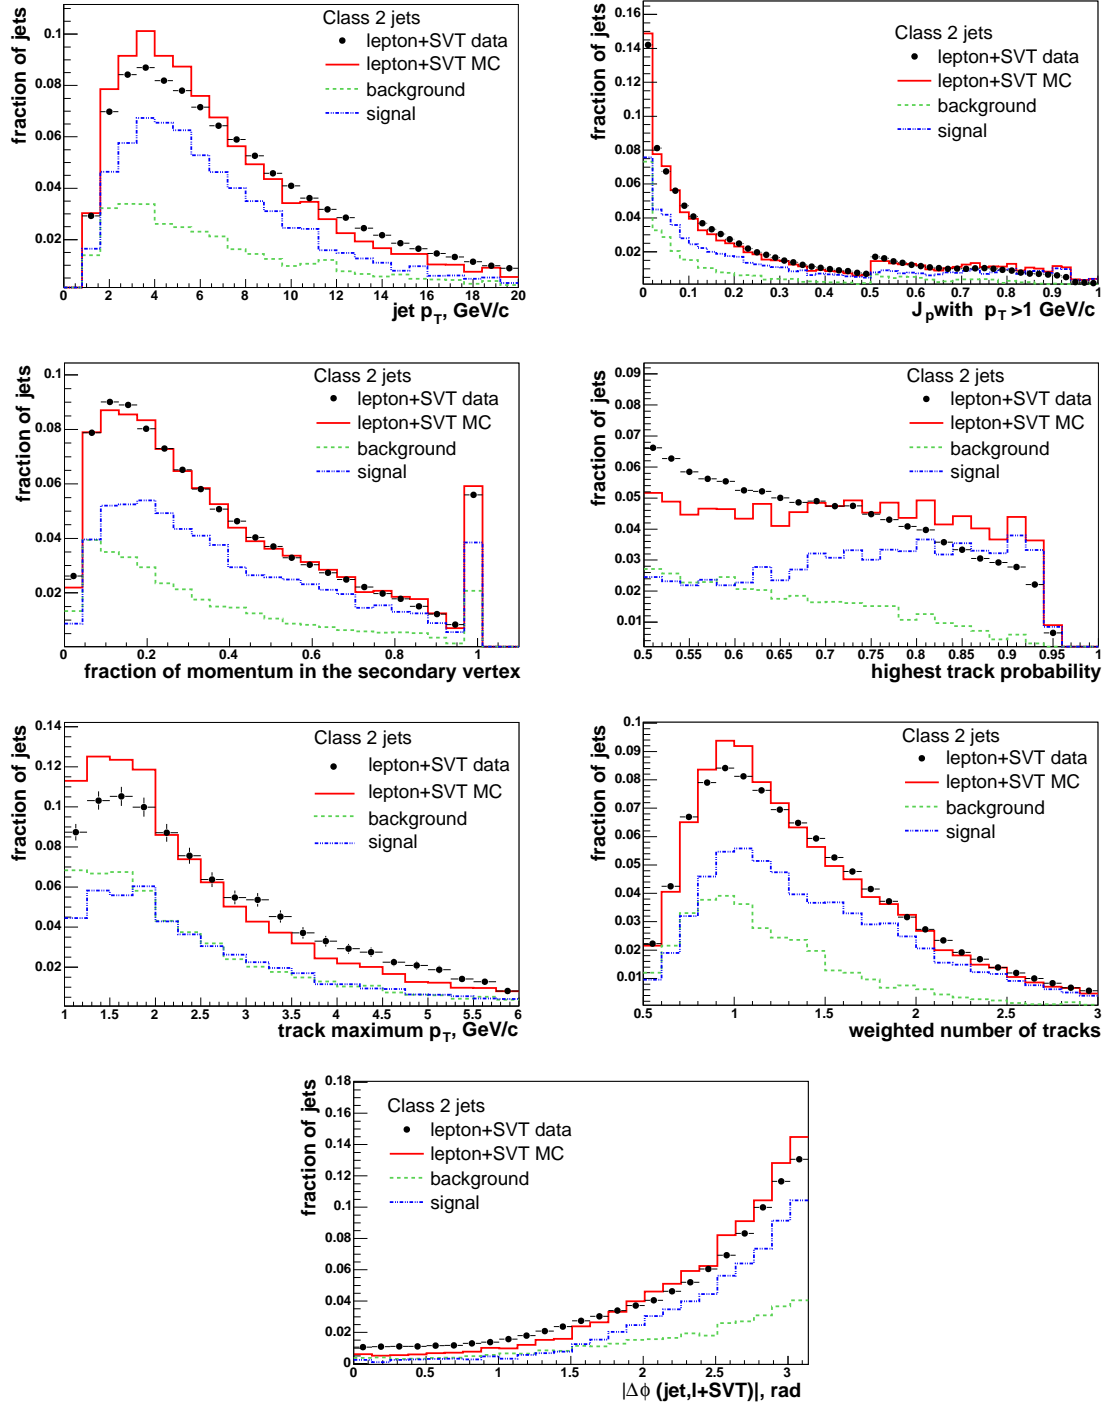 fraction of jets
0.1
0.08
0.06
0.04
0.02
Class 2 jets
lepton+SVT data
lepton+SVT MC
background
signal
0 2 4 6 8 10 12 14 16 18 20
jet p_T, GeV/c
fraction of jets
0.16
0.14
0.12
0.1
0.08
0.06
0.04
0.02
0
Class 2 jets
lepton+SVT data
lepton+SVT MC
background
signal
0 0.1 0.2 0.3 0.4 0.5 0.6 0.7 0.8 0.9 1
J_p with p_T >1 GeV/c
fraction of jets
0.1
0.08
0.06
0.04
0.02
Class 2 jets
lepton+SVT data
lepton+SVT MC
background
signal
0 0.2 0.4 0.6 0.8 1
fraction of momentum in the secondary vertex
fraction of jets
0.09
0.08
0.07
0.06
0.05
0.04
0.03
0.02
0.01
Class 2 jets
lepton+SVT data
lepton+SVT MC
background
signal
0.5 0.55 0.6 0.65 0.7 0.75 0.8 0.85 0.9 0.95 1
highest track probability
fraction of jets
0.14
0.12
0.1
0.08
0.06
0.04
0.02
Class 2 jets
lepton+SVT data
lepton+SVT MC
background
signal
1 1.5 2 2.5 3 3.5 4 4.5 5 5.5 6
track maximum p_T, GeV/c
fraction of jets
0.1
0.09
0.08
0.07
0.06
0.05
0.04
0.03
0.02
0.01
Class 2 jets
lepton+SVT data
lepton+SVT MC
background
signal
0.5 1 1.5 2 2.5 3
weighted number of tracks
fraction of jets
0.18
0.16
0.14
0.12
0.1
0.08
0.06
0.04
0.02
0
Class 2 jets
lepton+SVT data
lepton+SVT MC
background
signal
0 0.5 1 1.5 2 2.5 3
|Δϕ (jet,l+SVT)|, rad